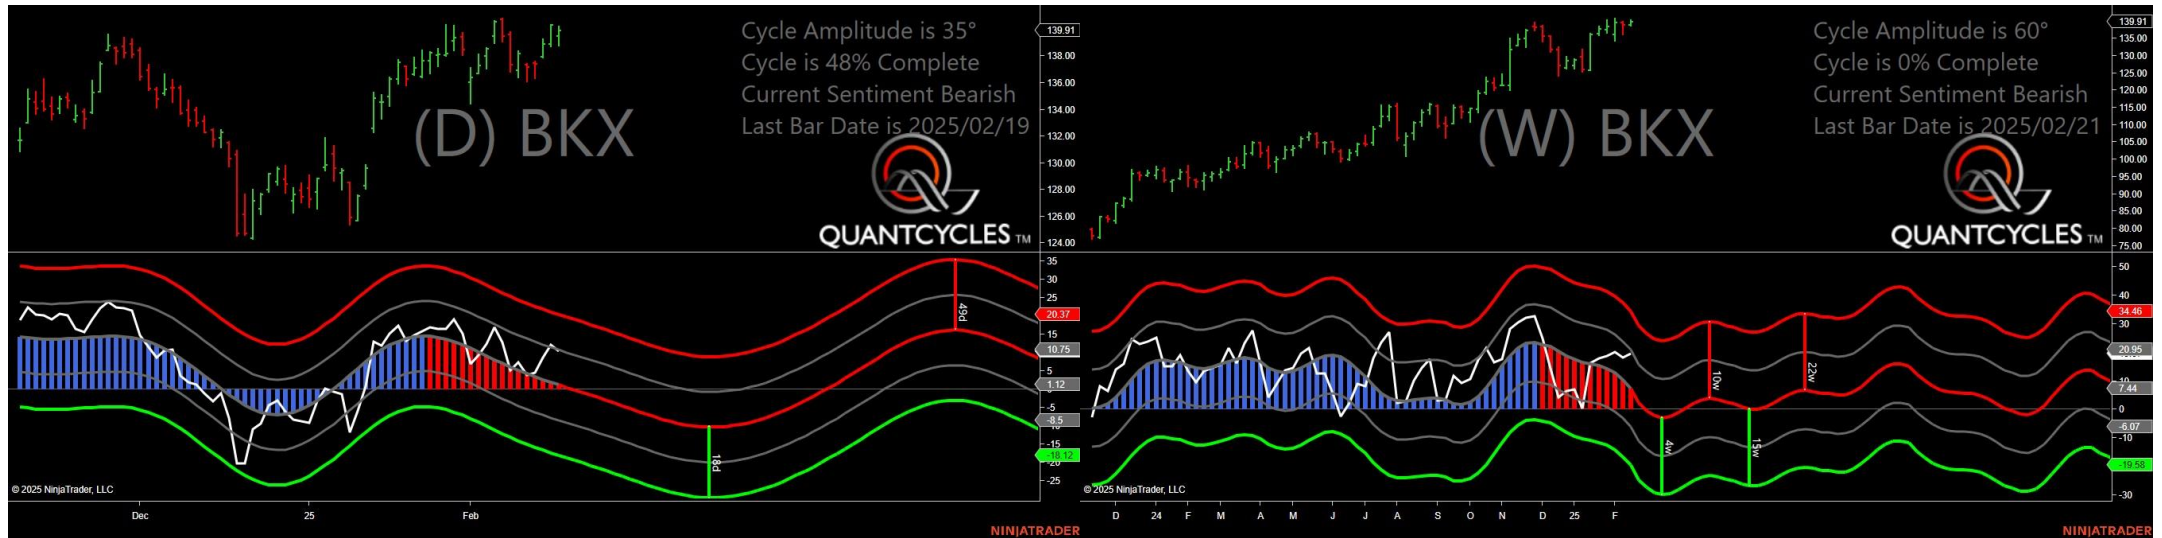 Cycle Amplitude is 35°
Cycle is 48% Complete
Current Sentiment Bearish
Last Bar Date is 2025/02/19
(D) BKX
QUANTCYCLES TM
139.91
138.00
136.00
134.00
132.00
130.00
128.00
126.00
124.00
35
30
25
20.37
15
10.75
5
1.12
-5
-8.5
-15
-18.12
-25
49d
18d
© 2025 NinjaTrader, LLC
Dec 25 Feb
NINJATRADER
Cycle Amplitude is 60°
Cycle is 0% Complete
Current Sentiment Bearish
Last Bar Date is 2025/02/21
(W) BKX
QUANTCYCLES TM
139.91
135.00
130.00
125.00
120.00
115.00
110.00
105.00
100.00
95.00
90.00
85.00
80.00
75.00
50
40
34.46
30
20.95
7.44
0
-6.07
-10
-19.58
-30
10w
22w
4w
15w
© 2025 NinjaTrader, LLC
D 24 F M A M J J A S O N D 25 F
NINJATRADER